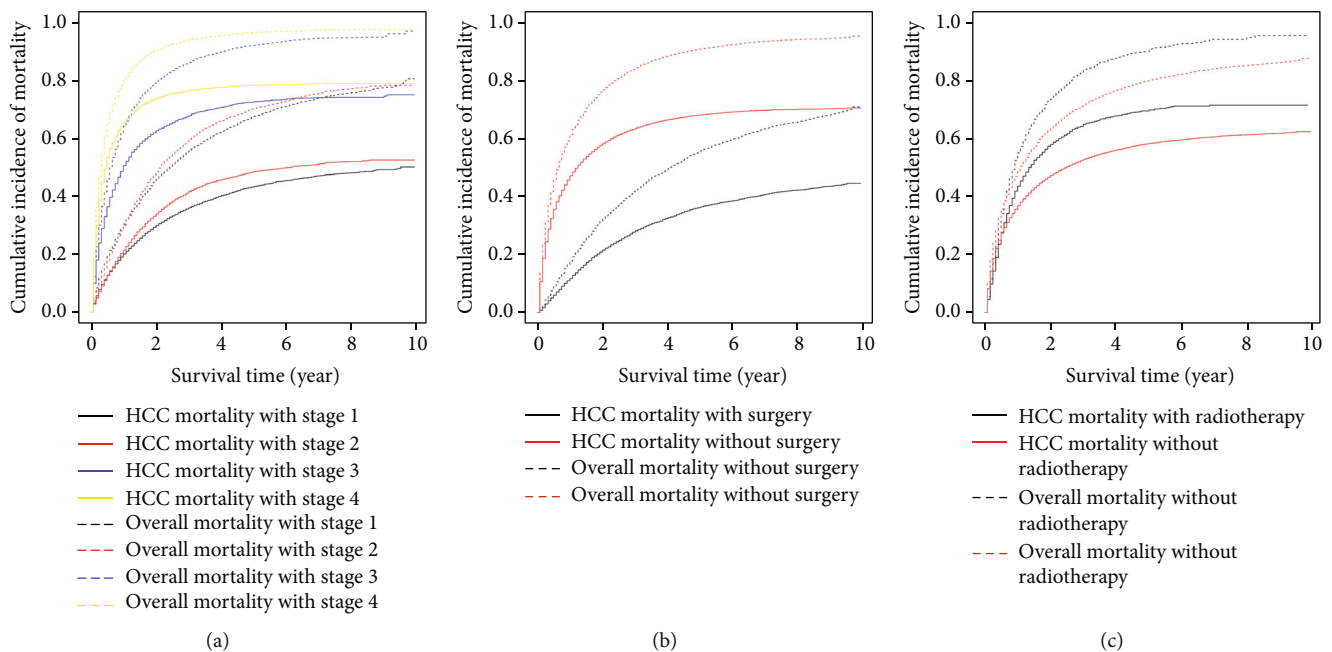 Cumulative incidence of mortality
1.0
0.8
0.6
0.4
0.2
0.0
0 2 4 6 8 10
Survival time (year)
HCC mortality with stage 1
HCC mortality with stage 2
HCC mortality with stage 3
HCC mortality with stage 4
Overall mortality with stage 1
Overall mortality with stage 2
Overall mortality with stage 3
Overall mortality with stage 4
(a)
Cumulative incidence of mortality
1.0
0.8
0.6
0.4
0.2
0.0
0 2 4 6 8 10
Survival time (year)
HCC mortality with surgery
HCC mortality without surgery
Overall mortality without surgery
Overall mortality without surgery
(b)
Cumulative incidence of mortality
1.0
0.8
0.6
0.4
0.2
0.0
0 2 4 6 8 10
Survival time (year)
HCC mortality with radiotherapy
HCC mortality without
radiotherapy
Overall mortality without
radiotherapy
Overall mortality without
radiotherapy
(c)